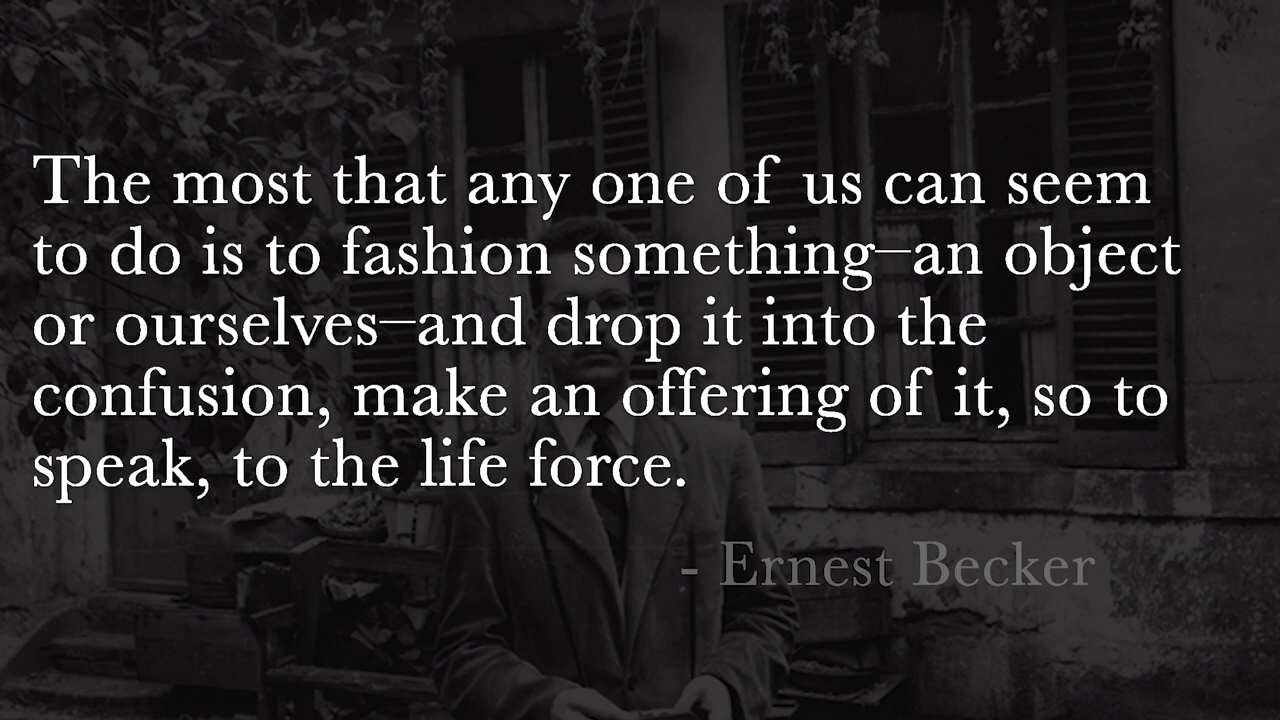 The most that any one of us can seem
to do is to fashion something—an object
or ourselves—and drop it into the
confusion, make an offering of it, so to
speak, to the life force.
- Ernest Becker